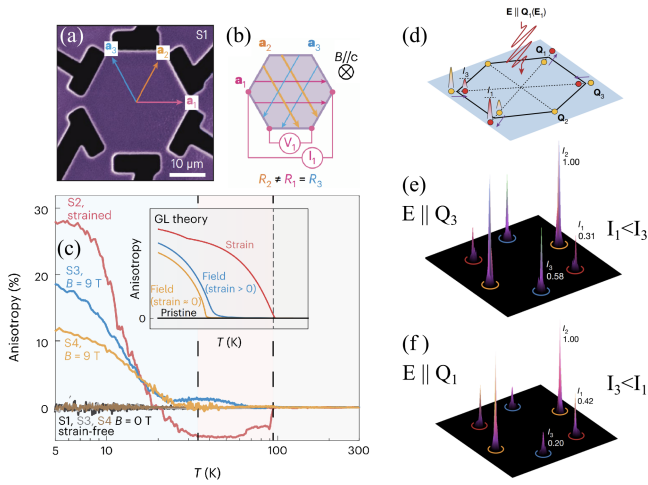 (a)
S1
a₃
a₂
a₁
10 μm
(b)
a₂
a₃
a₁
B//c
V₁
I₁
R₂ ≠ R₁ = R₃
30
20
10
0
Anisotropy (%)
S2,
strained
S3,
B = 9 T
S4,
B = 9 T
(c)
S1, S3, S4 B = 0 T
strain-free
5
10
100
300
T (K)
GL theory
Anisotropy
Strain
Field
(strain > 0)
Field
(strain = 0)
Pristine
T (K)
(d)
E ∥ Q₁(E₁)
Q₁
Q₃
Q₂
I₃
I₁
(e)
E ∥ Q₃
I₂
1.00
I₁
0.31
I₃
0.58
I₁<I₃
(f)
E ∥ Q₁
I₂
1.00
I₁
0.42
I₃
0.20
I₃<I₁